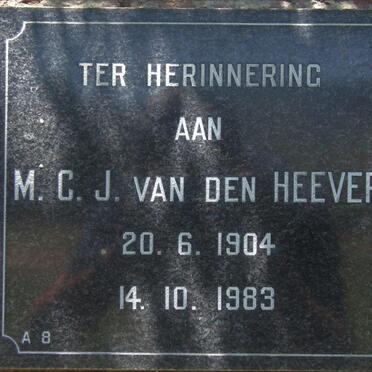 TER HERINNERING
AAN
M. C. J. VAN DEN HEEVER
20. 6. 1904
14. 10. 1983
A 8